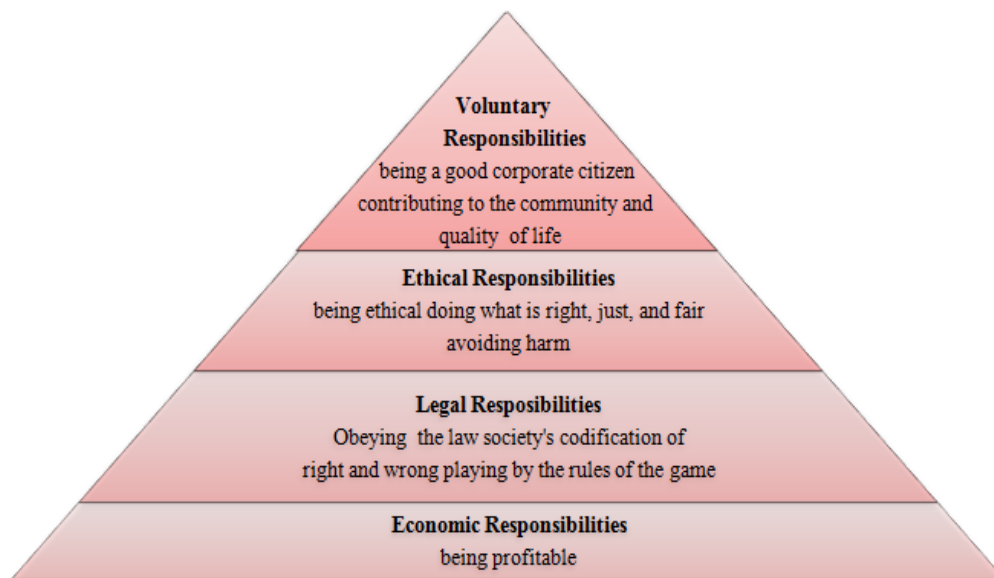 Voluntary
Responsibilities
being a good corporate citizen
contributing to the community and
quality of life
Ethical Responsibilities
being ethical doing what is right, just, and fair
avoiding harm
Legal Resposibilities
Obeying the law society's codification of
right and wrong playing by the rules of the game
Economic Responsibilities
being profitable